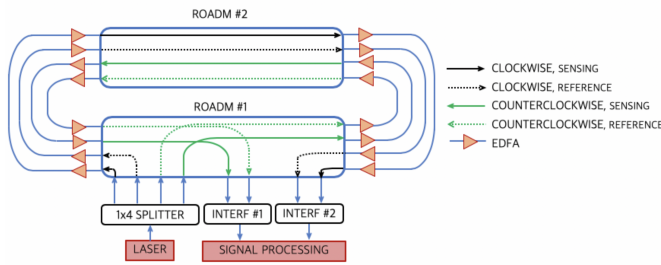 ROADM #2
CLOCKWISE, SENSING
CLOCKWISE, REFERENCE
ROADM #1
COUNTERCLOCKWISE, SENSING
COUNTERCLOCKWISE, REFERENCE
EDFA
1x4 SPLITTER
INTERF #1
INTERF #2
LASER
SIGNAL PROCESSING